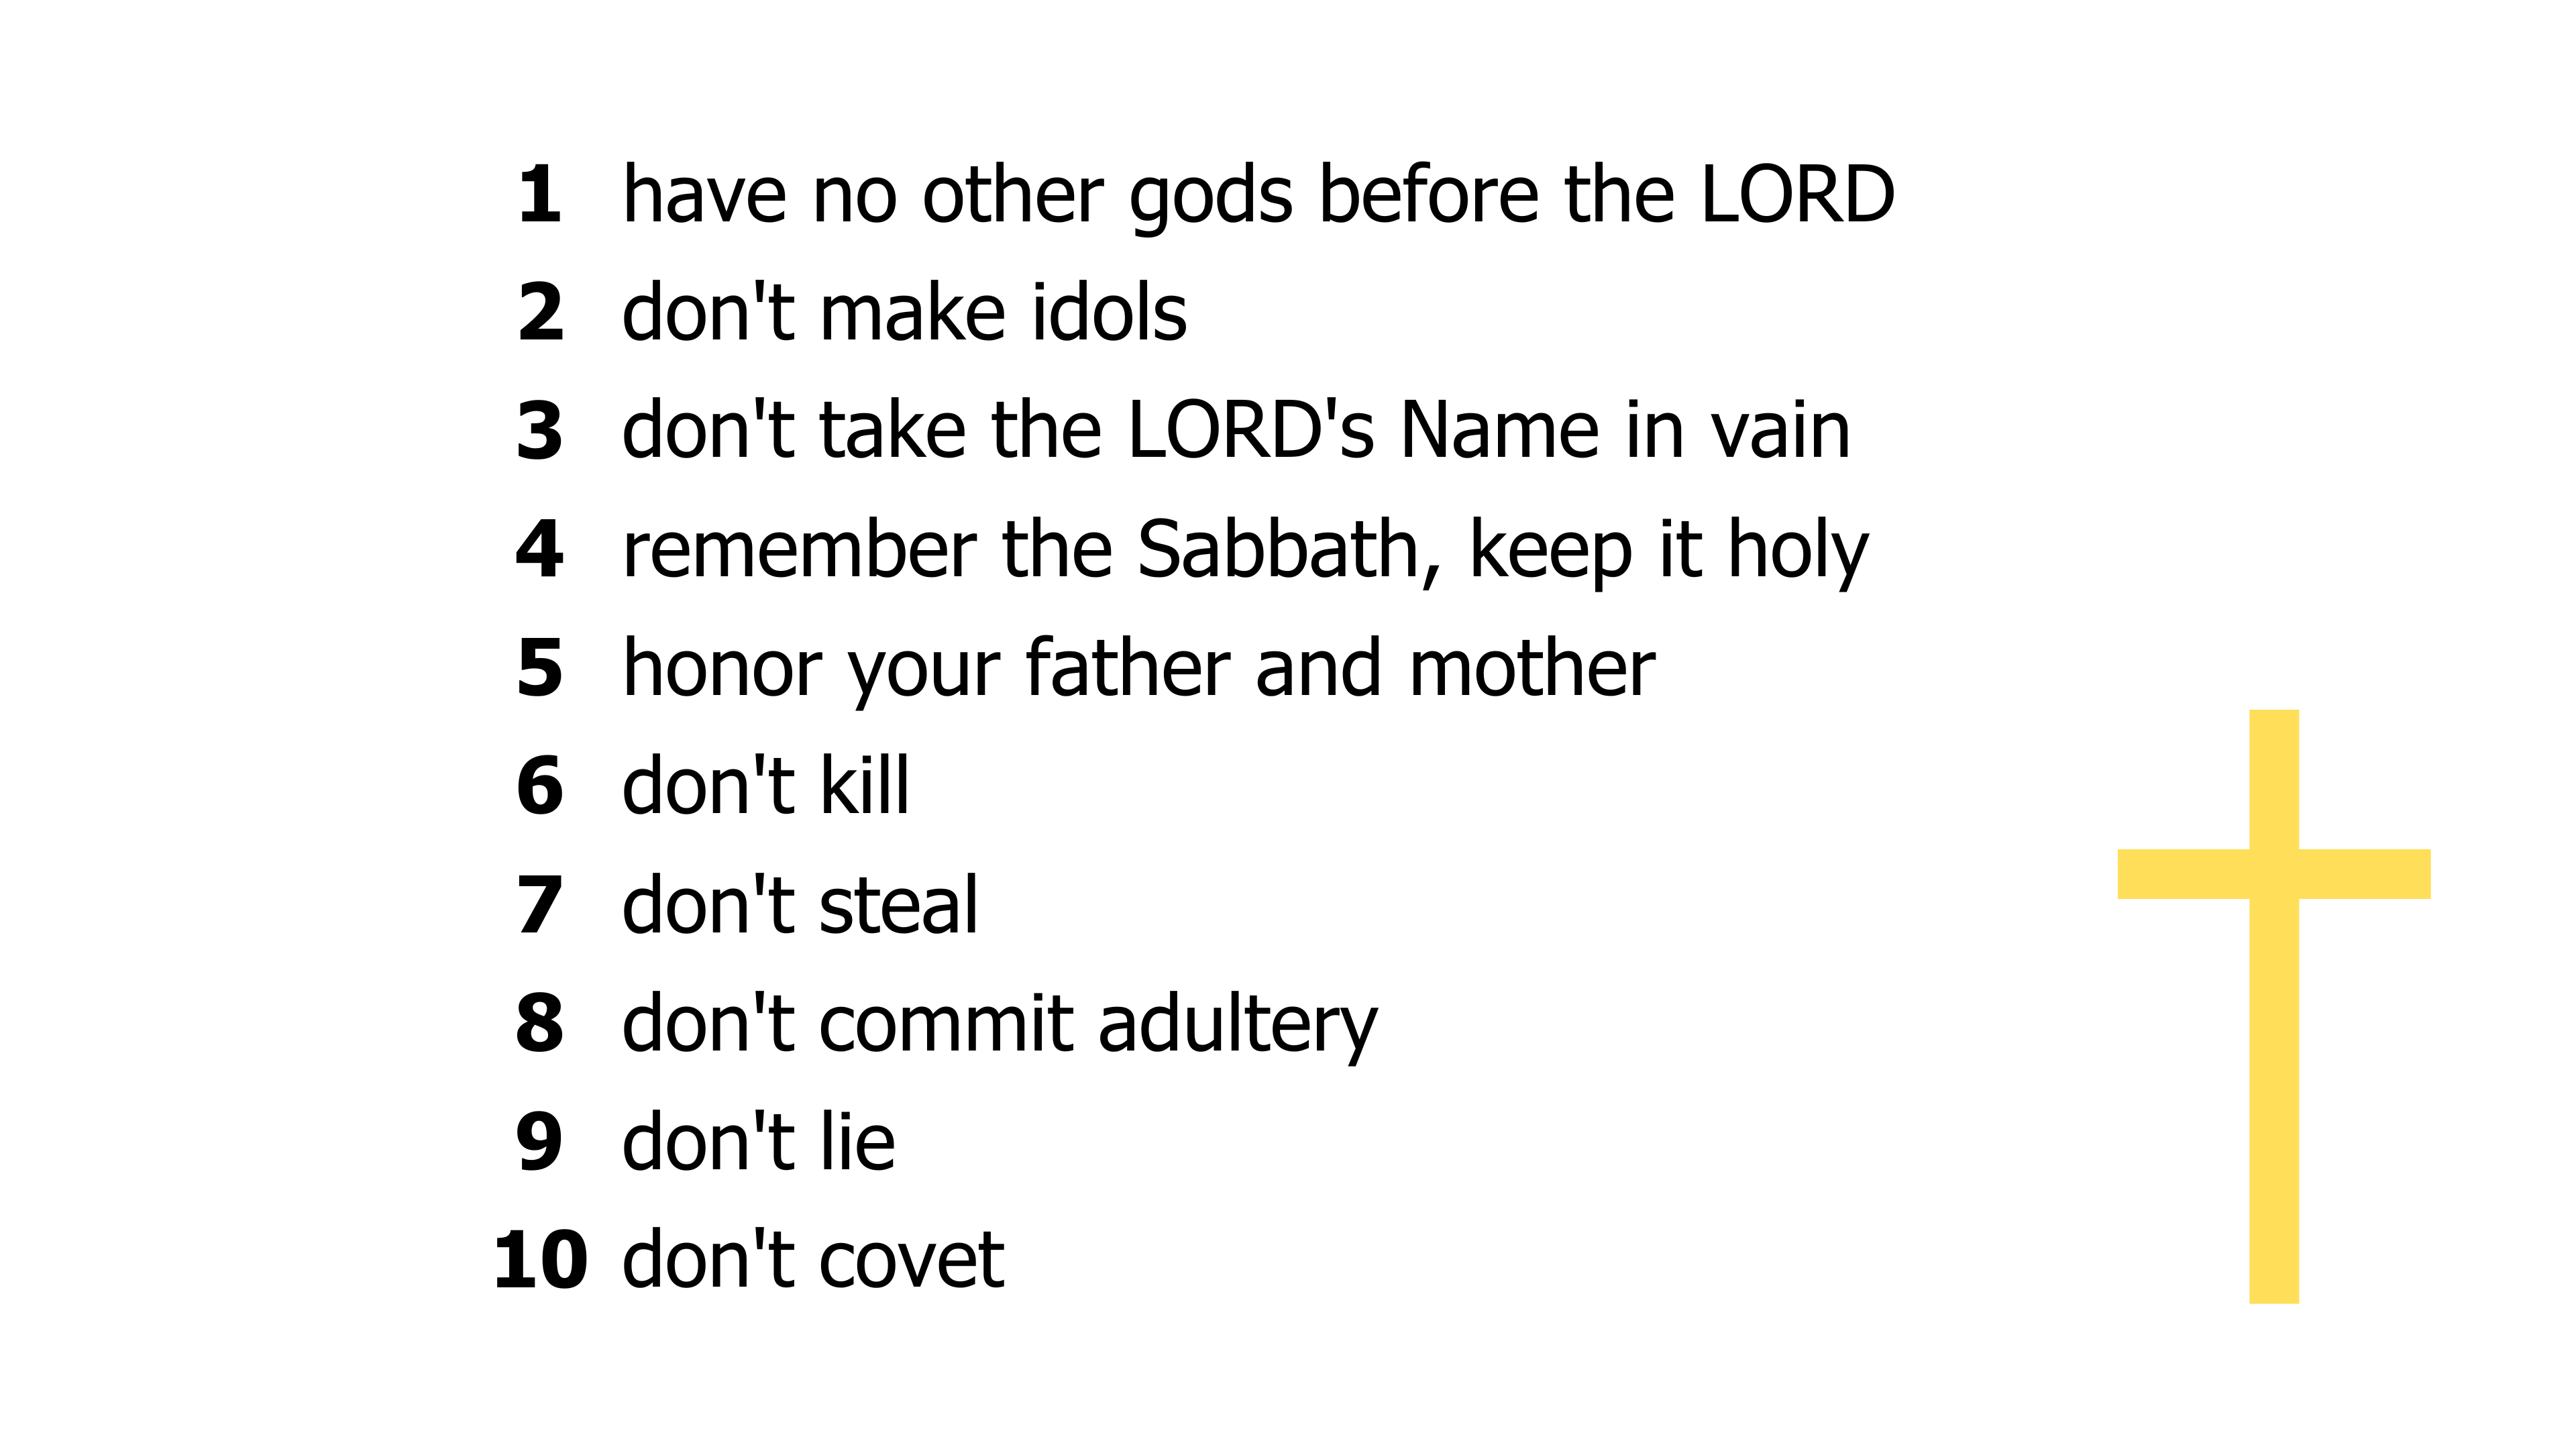 1 have no other gods before the LORD
2 don't make idols
3 don't take the LORD's Name in vain
4 remember the Sabbath, keep it holy
5 honor your father and mother
6 don't kill
7 don't steal
8 don't commit adultery
9 don't lie
10 don't covet